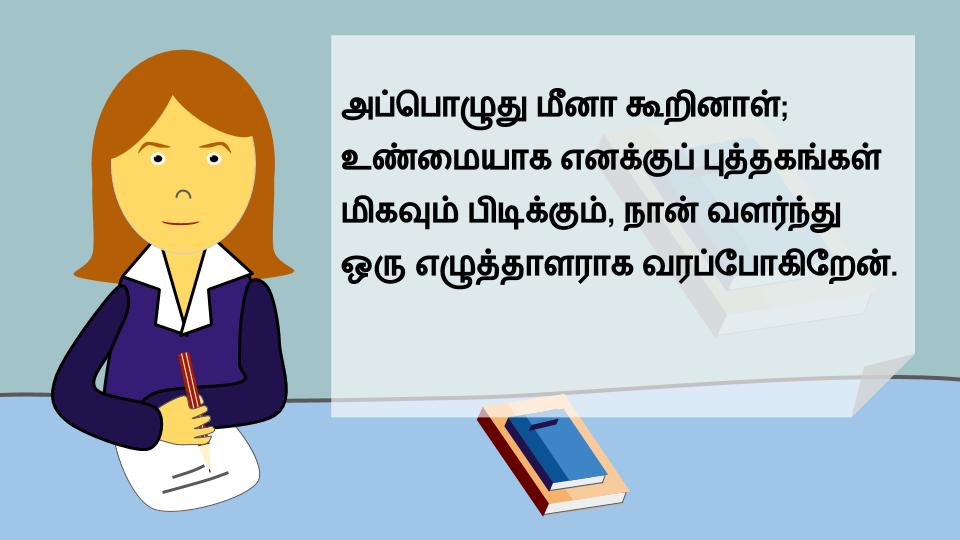 அப்பொழுது மீனா கூறினாள்;
உண்மையாக எனக்குப் புத்தகங்கள்
மிகவும் பிடிக்கும், நான் வளர்ந்து
ஒரு எழுத்தாளராக வரப்போகிறேன்.